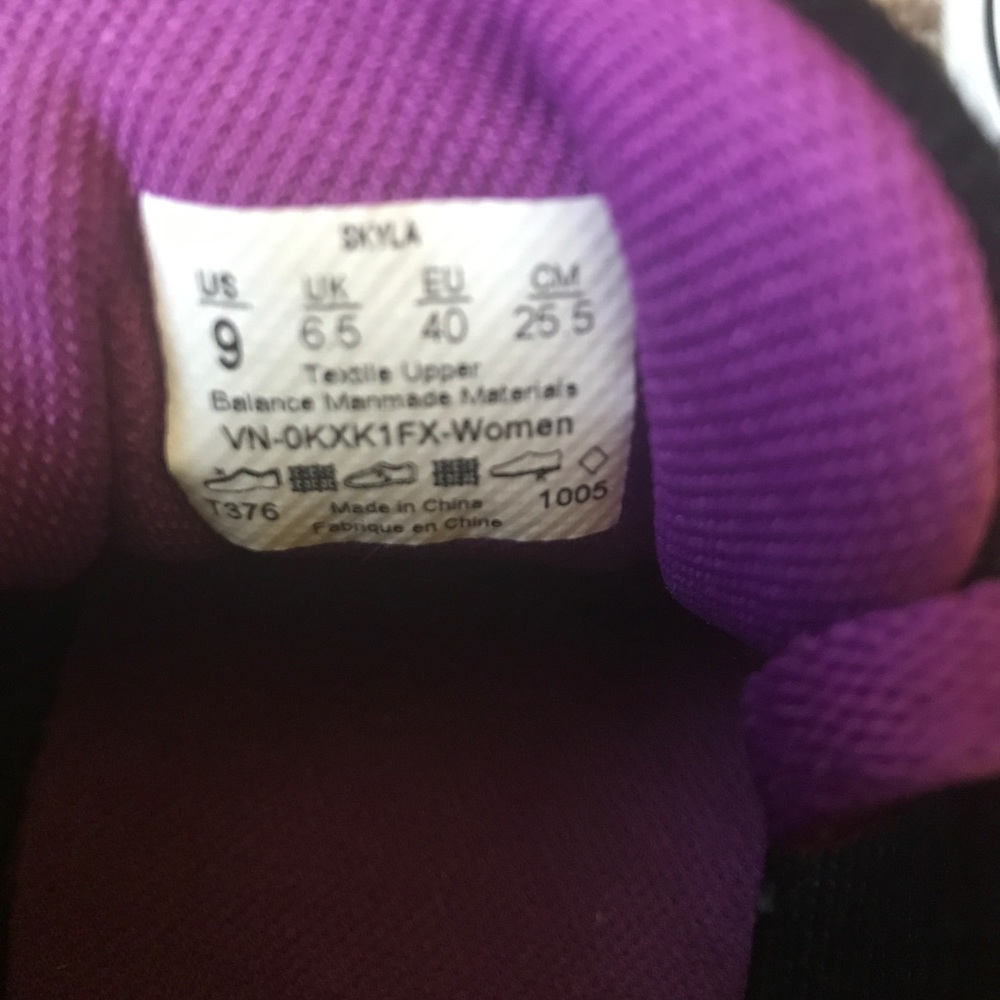 SKYLA
US UK EU CM
9 6.5 40 25.5
Textile Upper
Balance Manmade Materials
VN-0KXK1FX-Women
T376 Made in China 1005
Fabrique en Chine